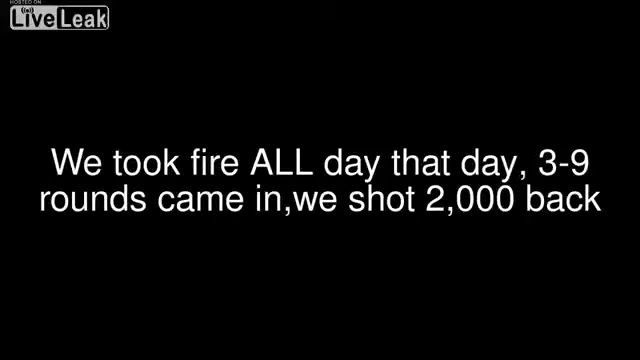 HOSTED ON
LiveLeak
We took fire ALL day that day, 3-9
rounds came in,we shot 2,000 back